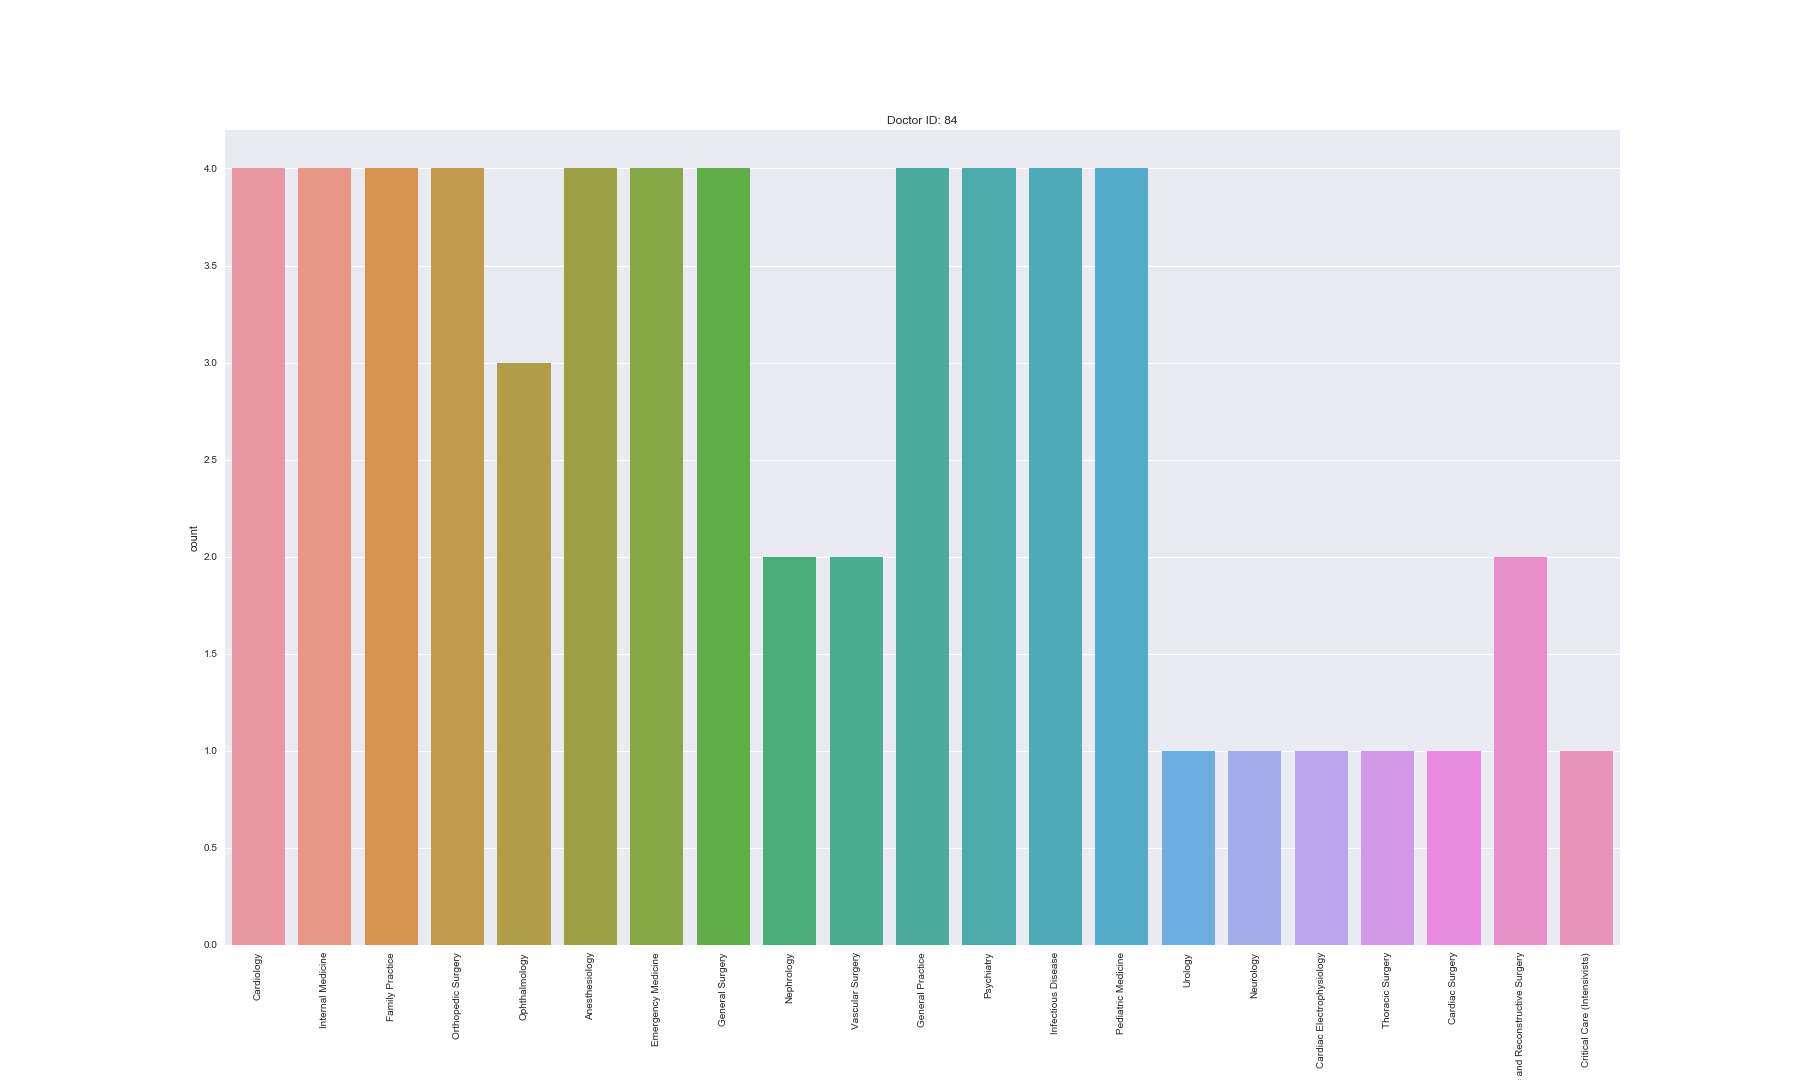 Doctor ID: 84
4.0
3.5
3.0
2.5
2.0
1.5
1.0
0.5
0.0
count
Cardiology
Internal Medicine
Family Practice
Orthopedic Surgery
Ophthalmology
Anesthesiology
Emergency Medicine
General Surgery
Nephrology
Vascular Surgery
General Practice
Psychiatry
Infectious Disease
Pediatric Medicine
Urology
Neurology
Cardiac Electrophysiology
Thoracic Surgery
Cardiac Surgery
and Reconstructive Surgery
Critical Care (Intensivists)